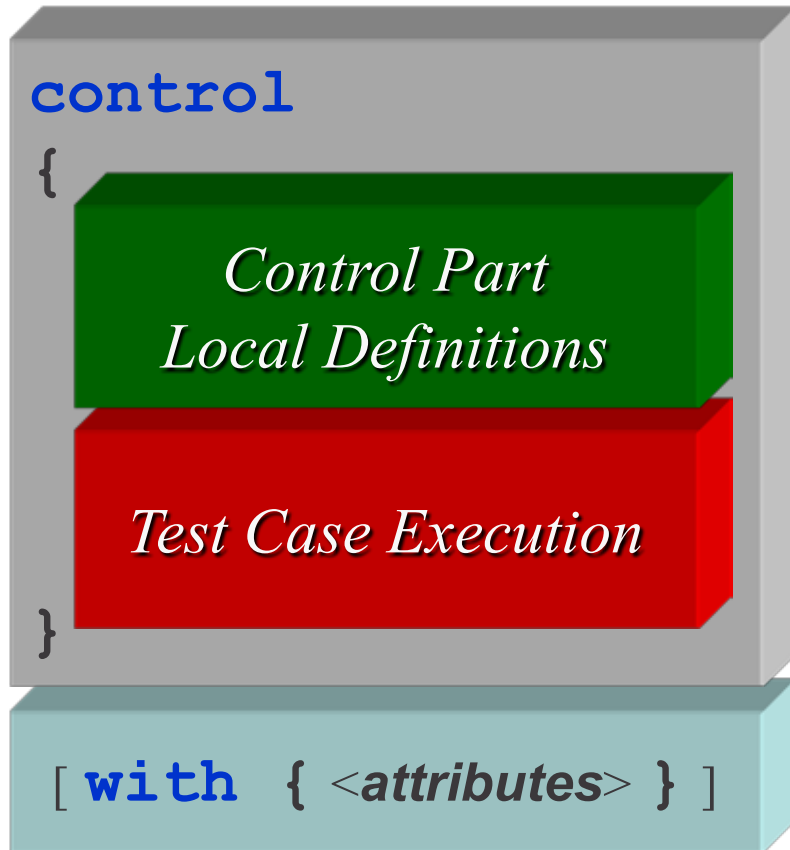 control
{
Control Part
Local Definitions
Test Case Execution
}
[ with { <attributes> } ]